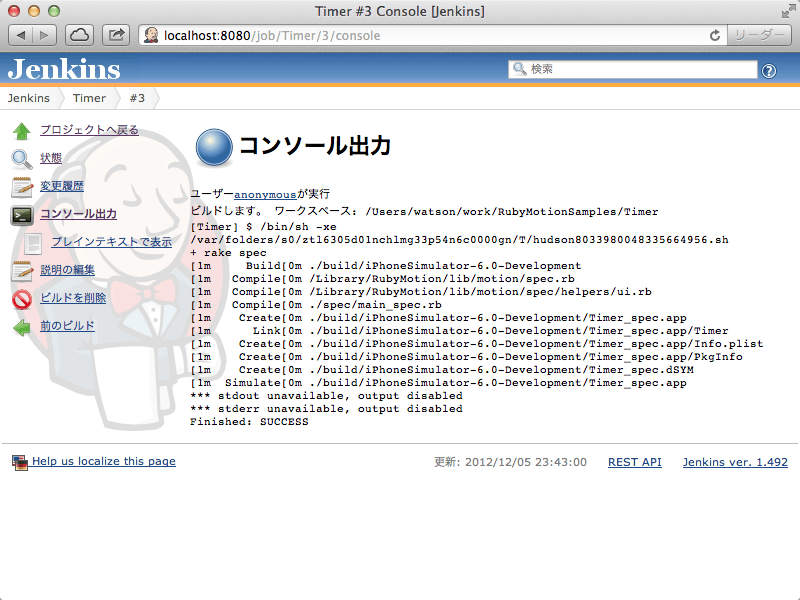 Timer #3 Console [Jenkins]
localhost:8080/job/Timer/3/console
リーダー
Jenkins
検索
?
Jenkins Timer #3
プロジェクトへ戻る
状態
変更履歴
コンソール出力
プレインテキストで表示
説明の編集
ビルドを削除
前のビルド
コンソール出力
ユーザーanonymousが実行
ビルドします。 ワークスペース: /Users/watson/work/RubyMotionSamples/Timer
[Timer] $ /bin/sh -xe
/var/folders/s0/ztl6305d01nchlmg33p54n6c0000gn/T/hudson8033980048335664956.sh
+ rake spec
[1m     Build[0m ./build/iPhoneSimulator-6.0-Development
[1m   Compile[0m /Library/RubyMotion/lib/motion/spec.rb
[1m   Compile[0m /Library/RubyMotion/lib/motion/spec/helpers/ui.rb
[1m   Compile[0m ./spec/main_spec.rb
[1m    Create[0m ./build/iPhoneSimulator-6.0-Development/Timer_spec.app
[1m      Link[0m ./build/iPhoneSimulator-6.0-Development/Timer_spec.app/Timer
[1m    Create[0m ./build/iPhoneSimulator-6.0-Development/Timer_spec.app/Info.plist
[1m    Create[0m ./build/iPhoneSimulator-6.0-Development/Timer_spec.app/PkgInfo
[1m    Create[0m ./build/iPhoneSimulator-6.0-Development/Timer_spec.dSYM
[1m  Simulate[0m ./build/iPhoneSimulator-6.0-Development/Timer_spec.app
*** stdout unavailable, output disabled
*** stderr unavailable, output disabled
Finished: SUCCESS
Help us localize this page
更新: 2012/12/05 23:43:00 REST API Jenkins ver. 1.492